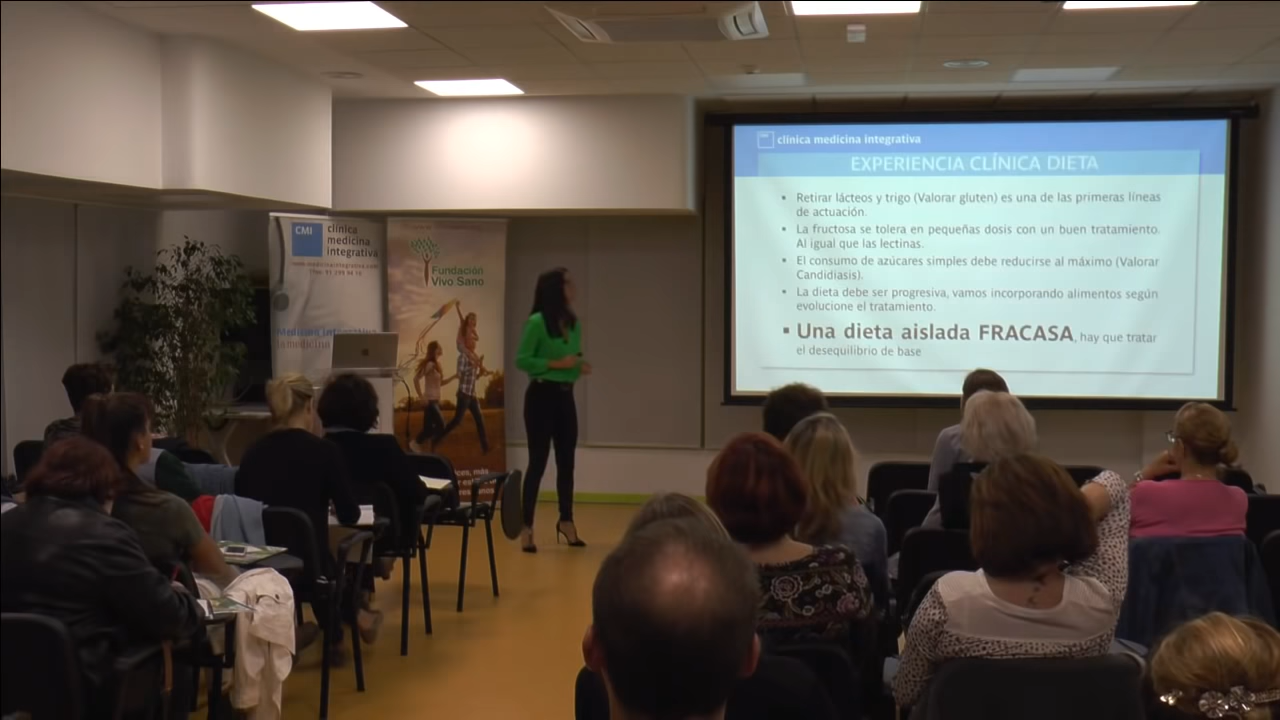 clínica medicina integrativa
EXPERIENCIA CLÍNICA DIETA
▪ Retirar lácteos y trigo (Valorar gluten) es una de las primeras líneas
de actuación.
▪ La fructosa se tolera en pequeñas dosis con un buen tratamiento.
Al igual que las lectinas.
▪ El consumo de azúcares simples debe reducirse al máximo (Valorar
Candidiasis).
▪ La dieta debe ser progresiva, vamos incorporando alimentos según
evolucione el tratamiento.
▪ Una dieta aislada FRACASA, hay que tratar
el desequilibrio de base
CMI
clínica
medicina
integrativa
Fundación
Vivo Sano